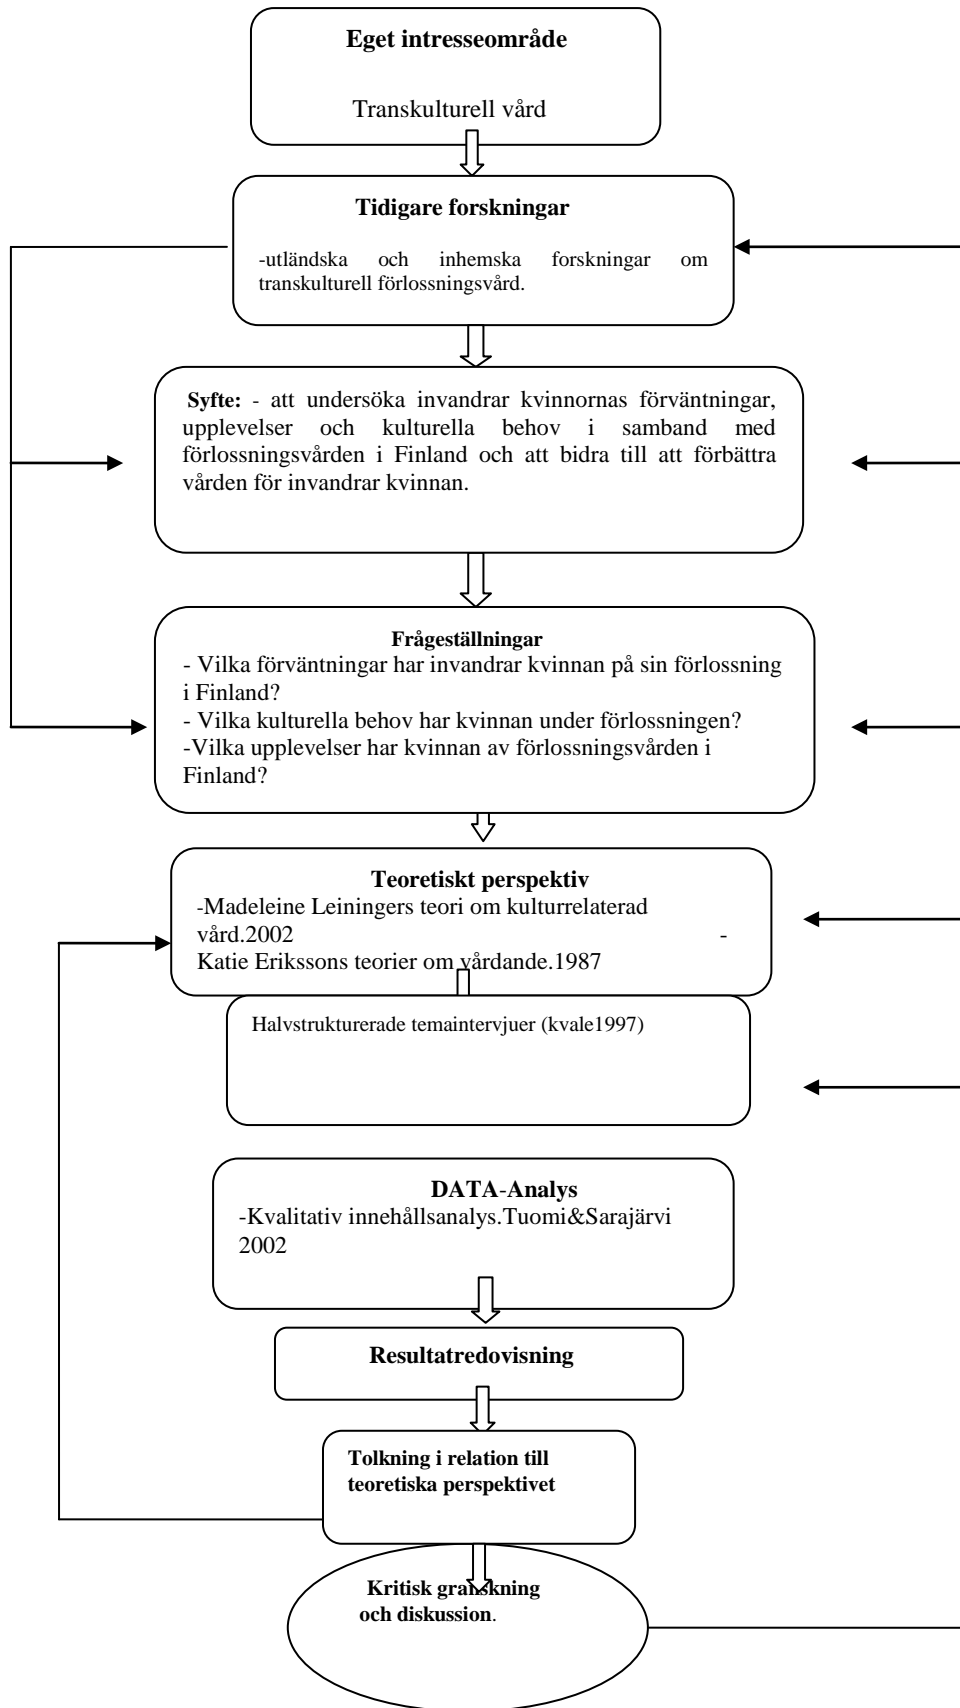 Eget intresseområde
Transkulturell vård
Tidigare forskningar
-utländska och inhemska forskningar om
transkulturell förlossningsvård.
Syfte: - att undersöka invandrar kvinnornas förväntningar,
upplevelser och kulturella behov i samband med
förlossningsvården i Finland och att bidra till att förbättra
vården för invandrar kvinnan.
Frågeställningar
- Vilka förväntningar har invandrar kvinnan på sin förlossning
i Finland?
- Vilka kulturella behov har kvinnan under förlossningen?
-Vilka upplevelser har kvinnan av förlossningsvården i
Finland?
Teoretiskt perspektiv
-Madeleine Leiningers teori om kulturrelaterad
vård.2002 -
Katie Erikssons teorier om vårdande.1987
Halvstrukturerade temaintervjuer (kvale1997)
DATA-Analys
-Kvalitativ innehållsanalys.Tuomi&Sarajärvi
2002
Resultatredovisning
Tolkning i relation till
teoretiska perspektivet
Kritisk granskning
och diskussion.